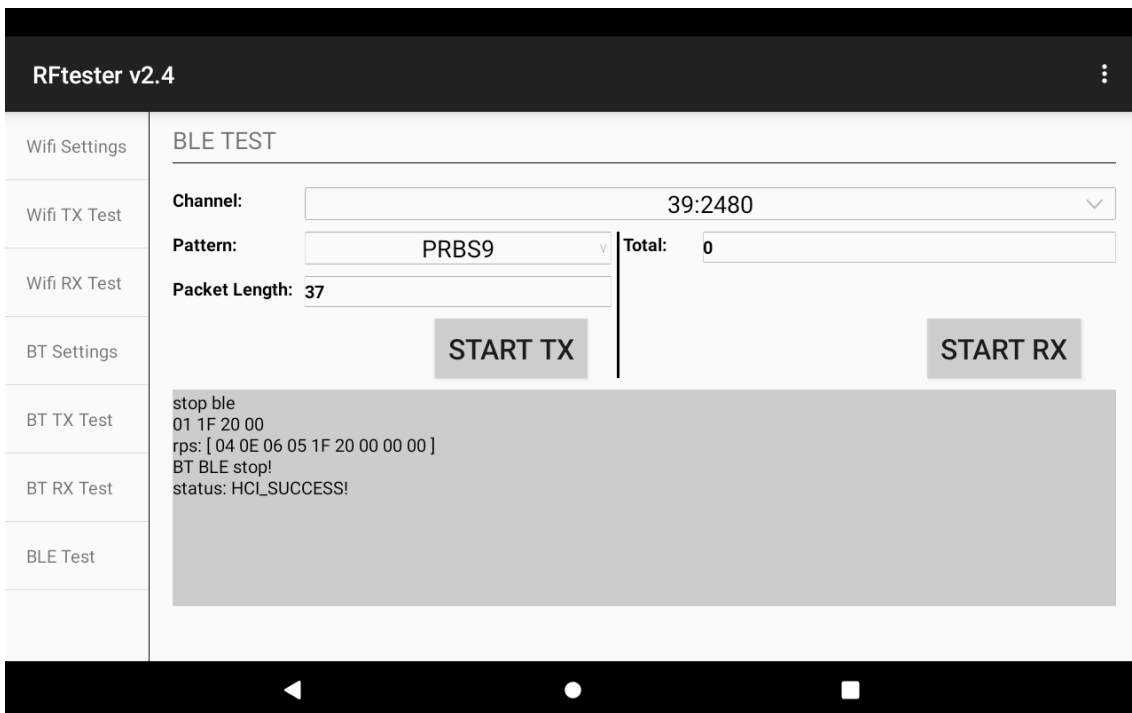 RFtester v2.4
Wifi Settings
Wifi TX Test
Wifi RX Test
BT Settings
BT TX Test
BT RX Test
BLE Test
BLE TEST
Channel: 39:2480
Pattern: PRBS9 Total: 0
Packet Length: 37
START TX START RX
stop ble
01 1F 20 00
rps: [ 04 0E 06 05 1F 20 00 00 00 ]
BT BLE stop!
status: HCI_SUCCESS!